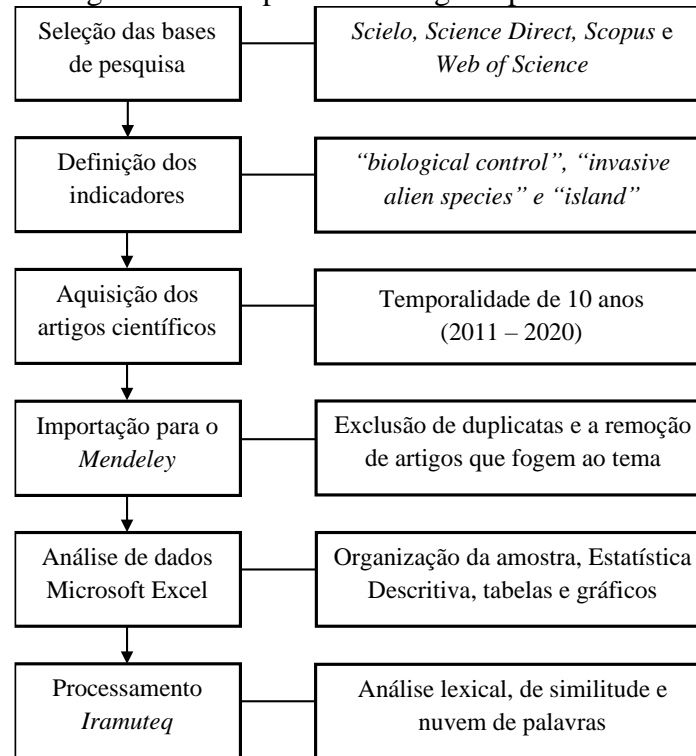 Seleção das bases
de pesquisa
Scielo, Science Direct, Scopus e
Web of Science
Definição dos
indicadores
“biological control”, “invasive
alien species” e “island”
Aquisição dos
artigos científicos
Temporalidade de 10 anos
(2011 – 2020)
Importação para o
Mendeley
Exclusão de duplicatas e a remoção
de artigos que fogem ao tema
Análise de dados
Microsoft Excel
Organização da amostra, Estatística
Descritiva, tabelas e gráficos
Processamento
Iramuteq
Análise lexical, de similitude e
nuvem de palavras